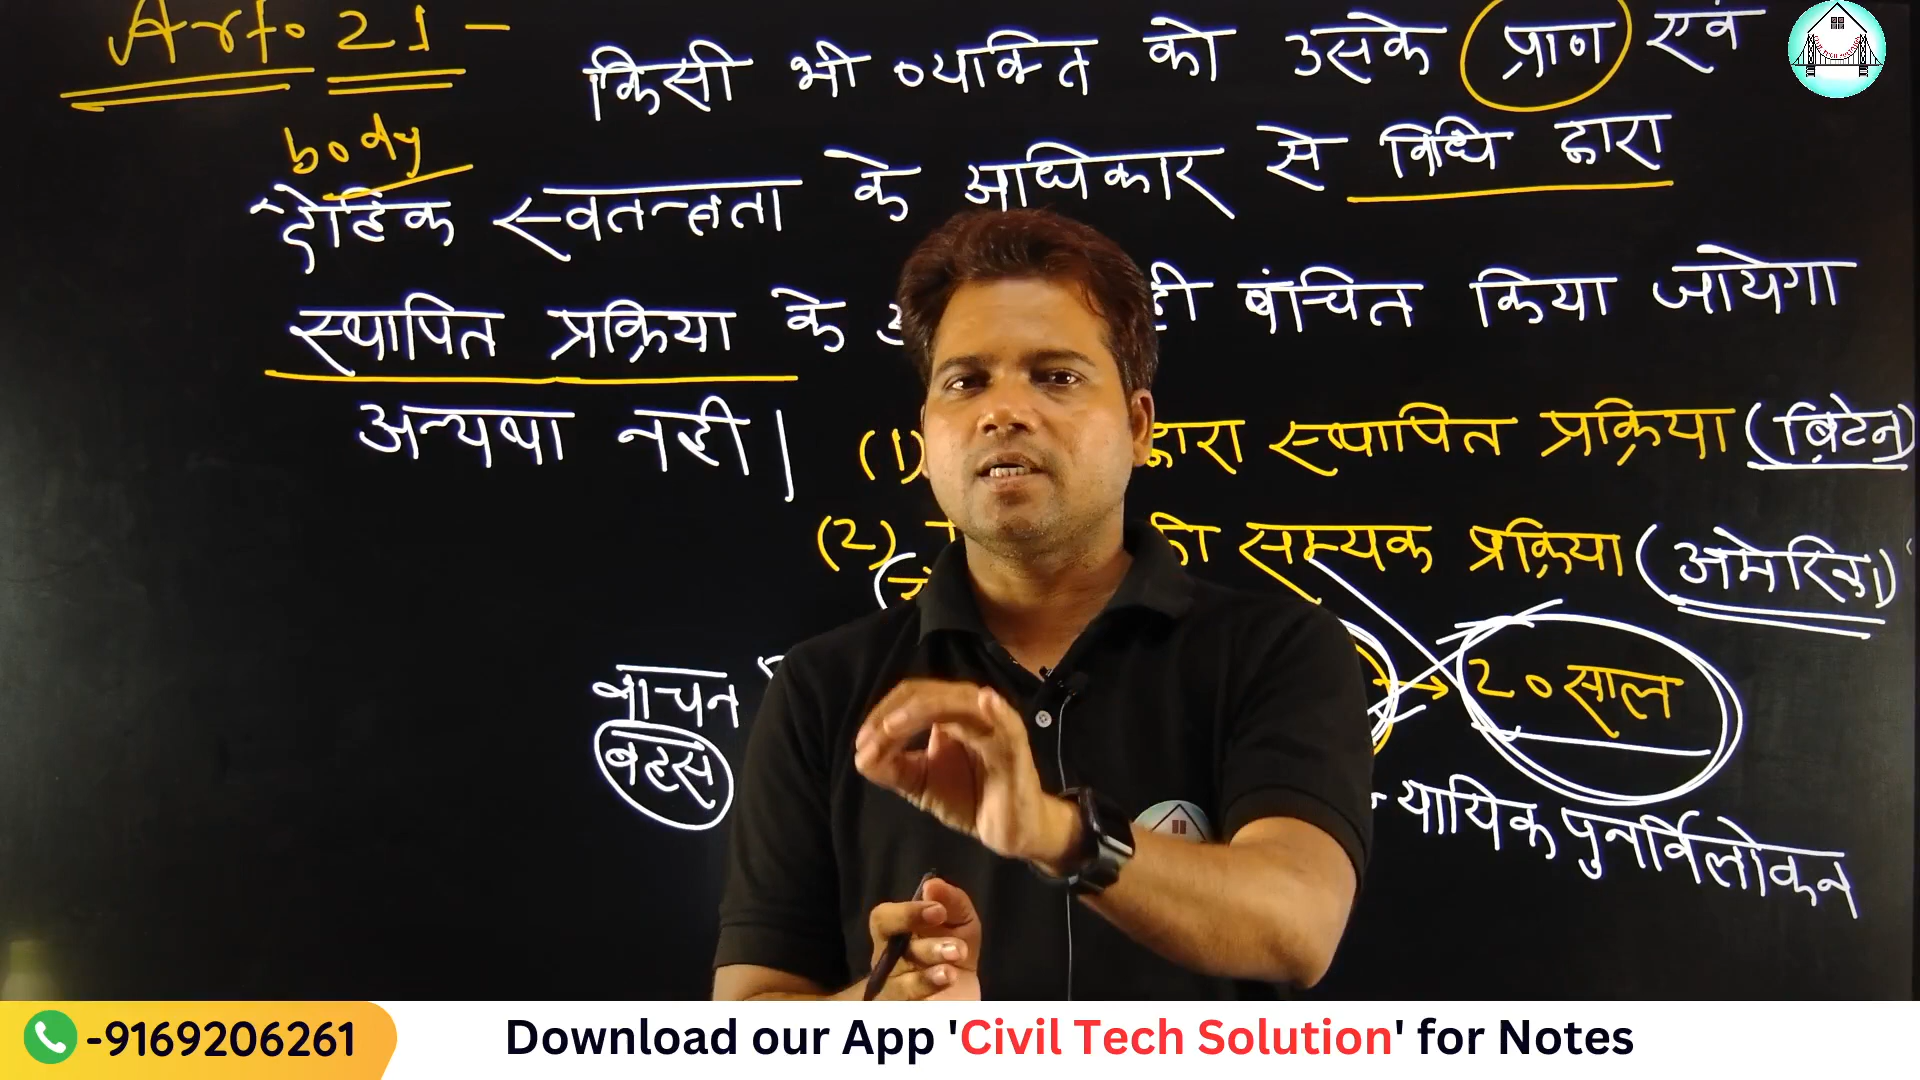 Art. 21 -
किसी भी व्यक्ति को उसके प्राण एवं
body
दैहिक स्वतन्त्रता के अधिकार से विधि द्वारा
स्थापित प्रक्रिया के वंचित किया जायेगा
अन्यथा नही।
(1) द्वारा स्थापित प्रक्रिया (ब्रिटेन)
(2) की सम्यक प्रक्रिया (अमेरिका)
वाचन
20 साल
बहस
न्यायिक पुनर्विलोकन
-9169206261
Download our App 'Civil Tech Solution' for Notes